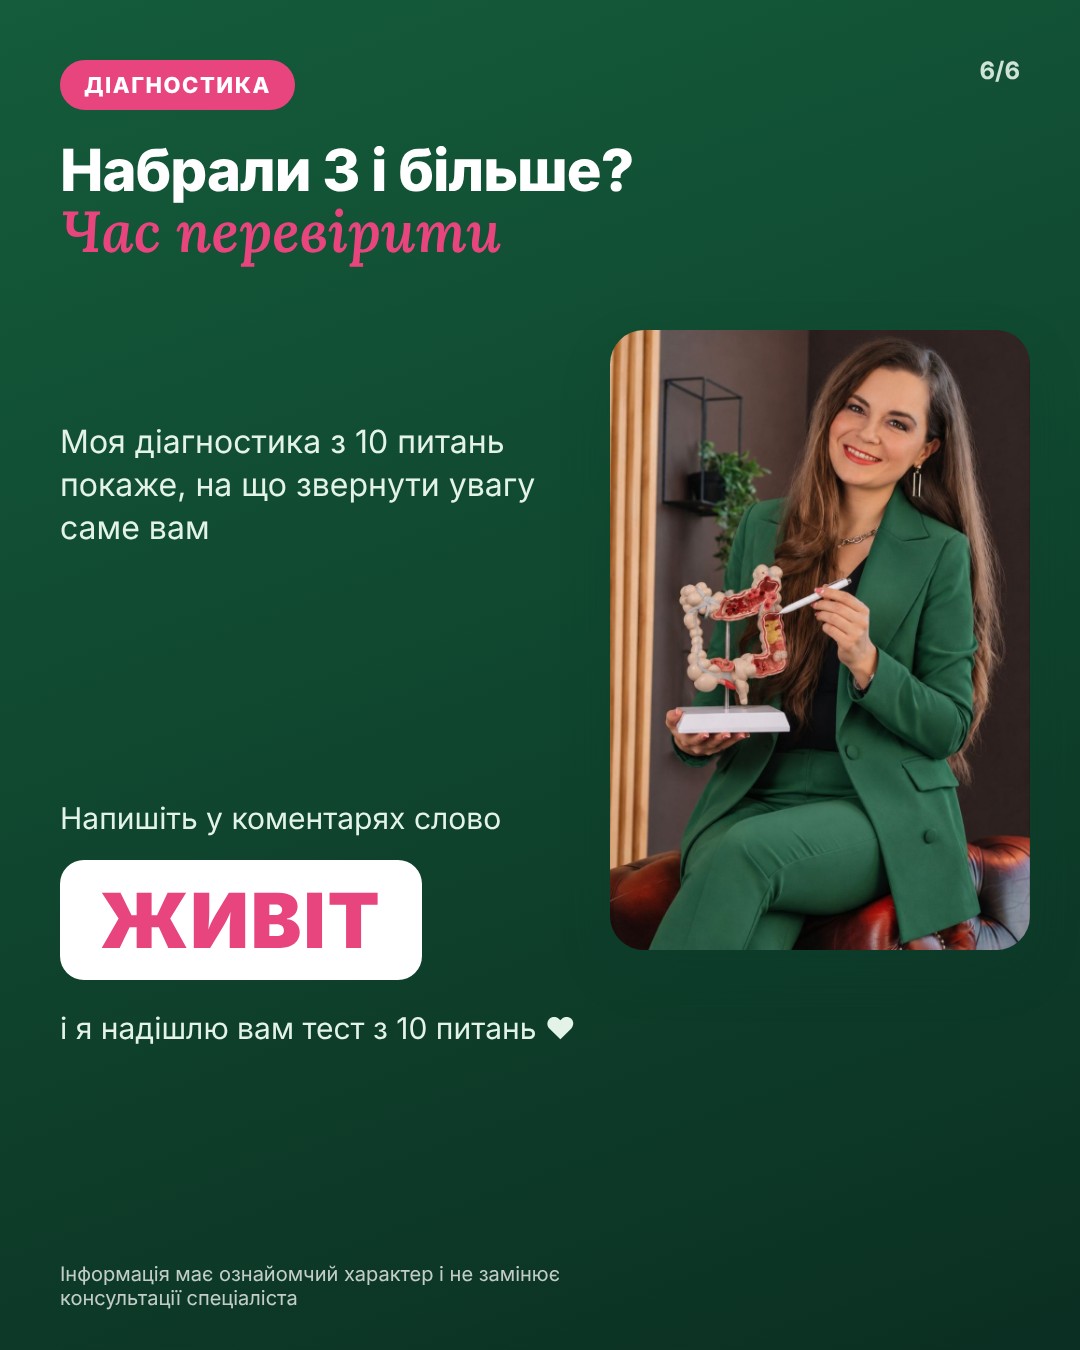 ДІАГНОСТИКА
6/6
Набрали 3 і більше?
Час перевірити
Моя діагностика з 10 питань
покаже, на що звернути увагу
саме вам
Напишіть у коментарях слово
ЖИВІТ
і я надішлю вам тест з 10 питань ♥
Інформація має ознайомчий характер і не замінює
консультації спеціаліста